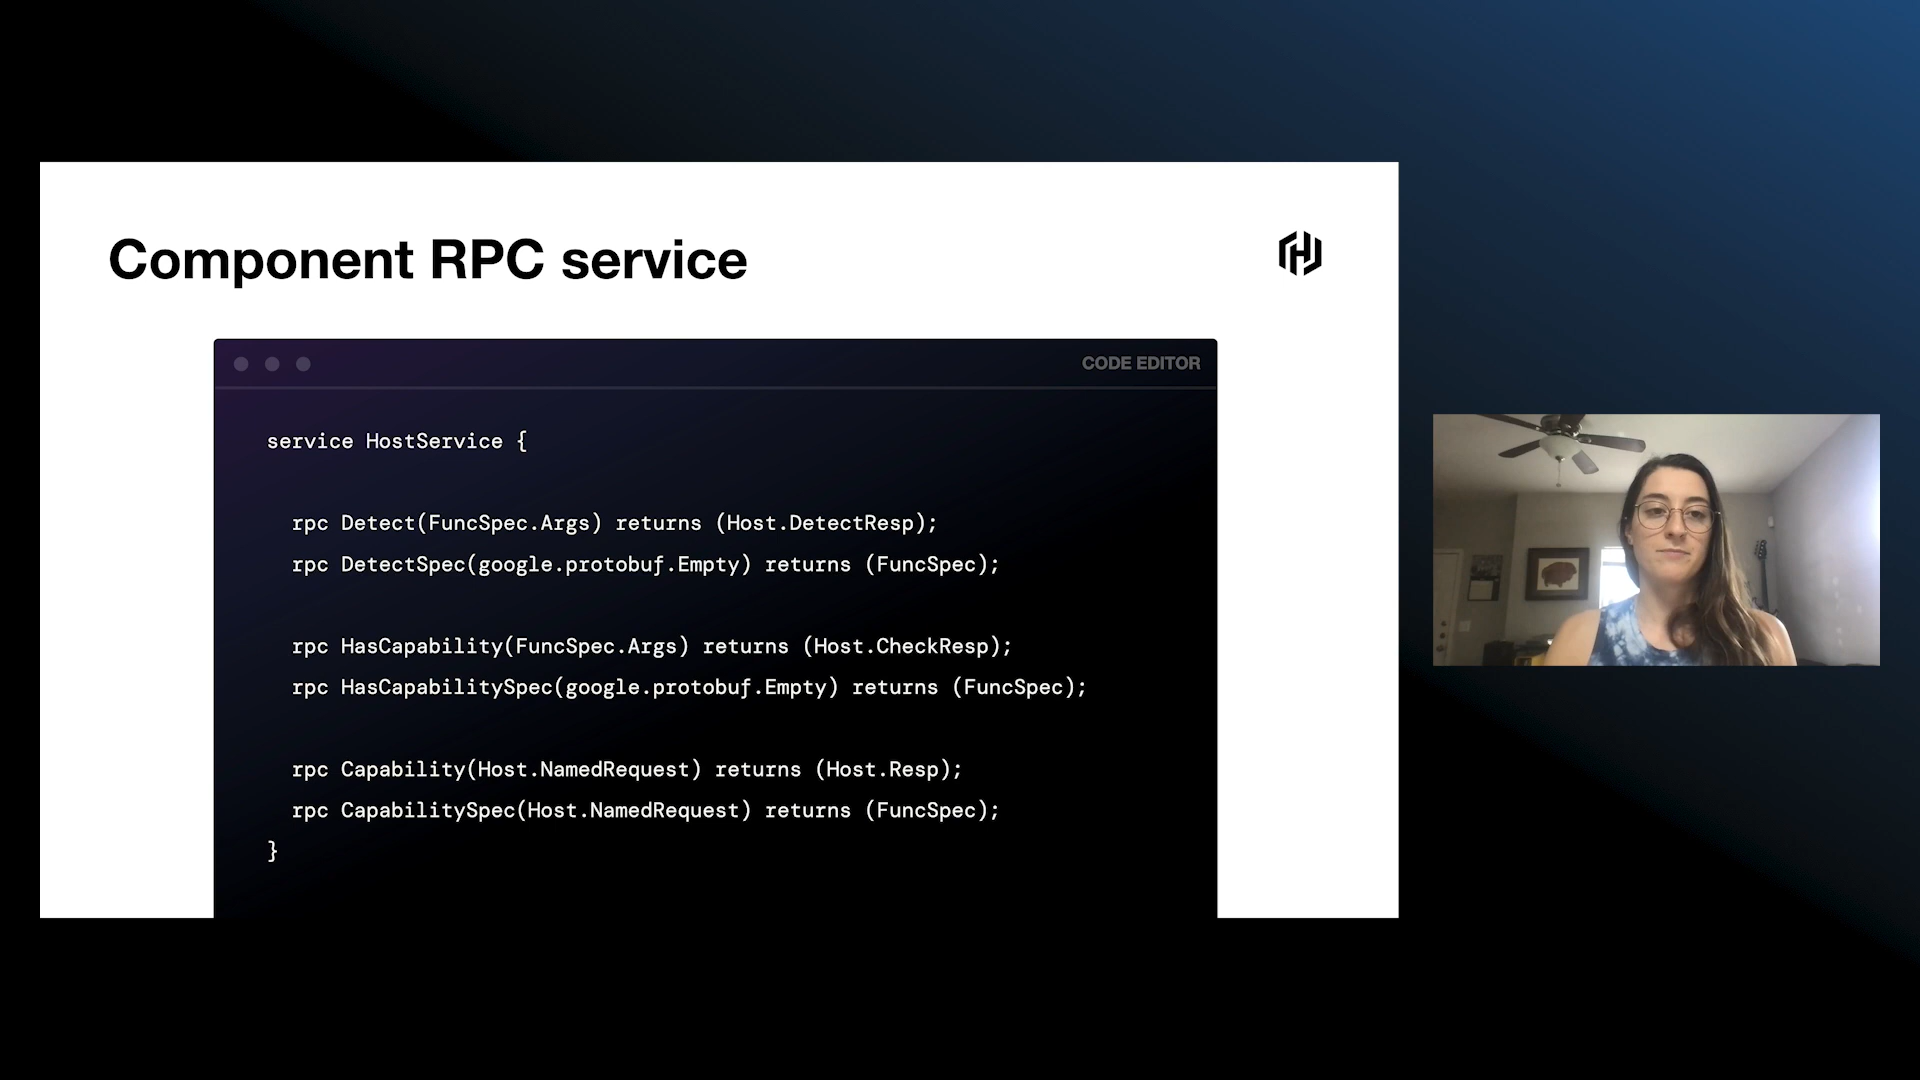 Component RPC service
CODE EDITOR
service HostService {
rpc Detect(FuncSpec.Args) returns (Host.DetectResp);
rpc DetectSpec(google.protobuf.Empty) returns (FuncSpec);
rpc HasCapability(FuncSpec.Args) returns (Host.CheckResp);
rpc HasCapabilitySpec(google.protobuf.Empty) returns (FuncSpec);
rpc Capability(Host.NamedRequest) returns (Host.Resp);
rpc CapabilitySpec(Host.NamedRequest) returns (FuncSpec);
}